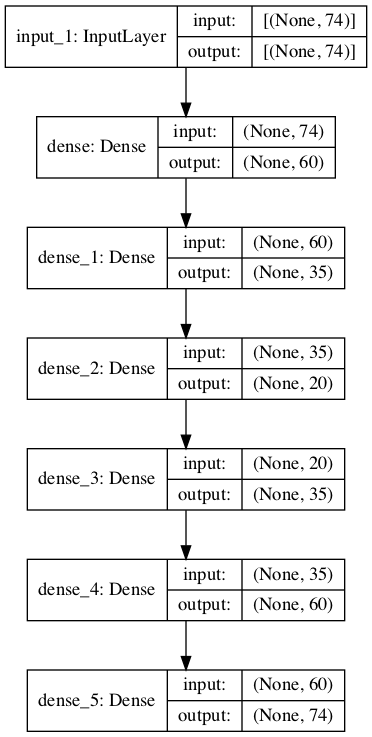 input_1: InputLayer
input: [(None, 74)]
output: [(None, 74)]
dense: Dense
input: (None, 74)
output: (None, 60)
dense_1: Dense
input: (None, 60)
output: (None, 35)
dense_2: Dense
input: (None, 35)
output: (None, 20)
dense_3: Dense
input: (None, 20)
output: (None, 35)
dense_4: Dense
input: (None, 35)
output: (None, 60)
dense_5: Dense
input: (None, 60)
output: (None, 74)